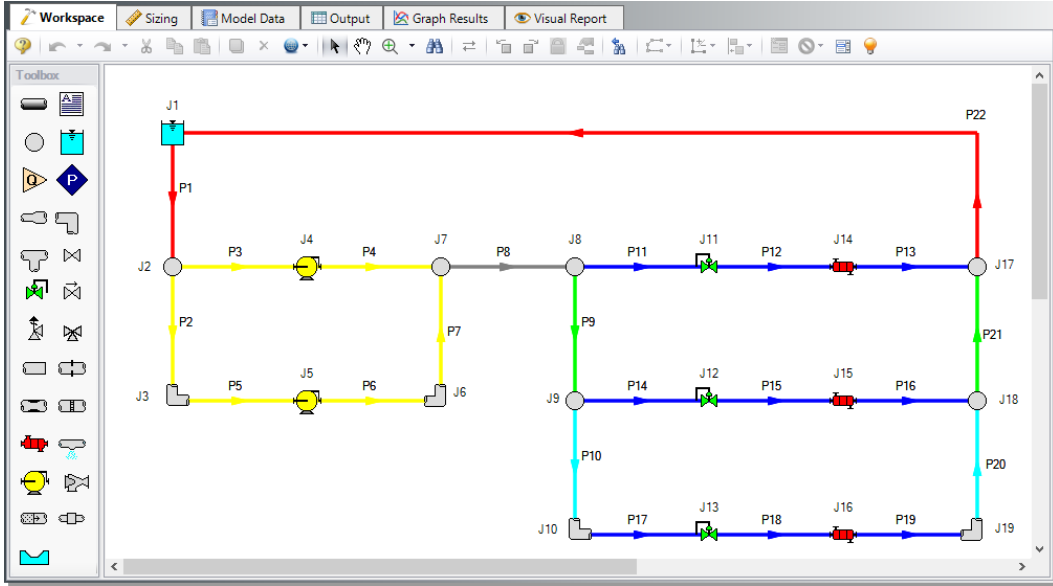 Workspace Sizing Model Data Output Graph Results Visual Report
Toolbox
A
Q P
J1
P22
P1
J4 J7 J8 J11 J14
P3 P4 P8 P11 P12 P13
J2 J17
P2 P7 P9 P21
J5 J12 J15
P5 P6 P14 P15 P16
J3 J6 J9 J18
P10 P20
J13 J16
P17 P18 P19
J10 J19